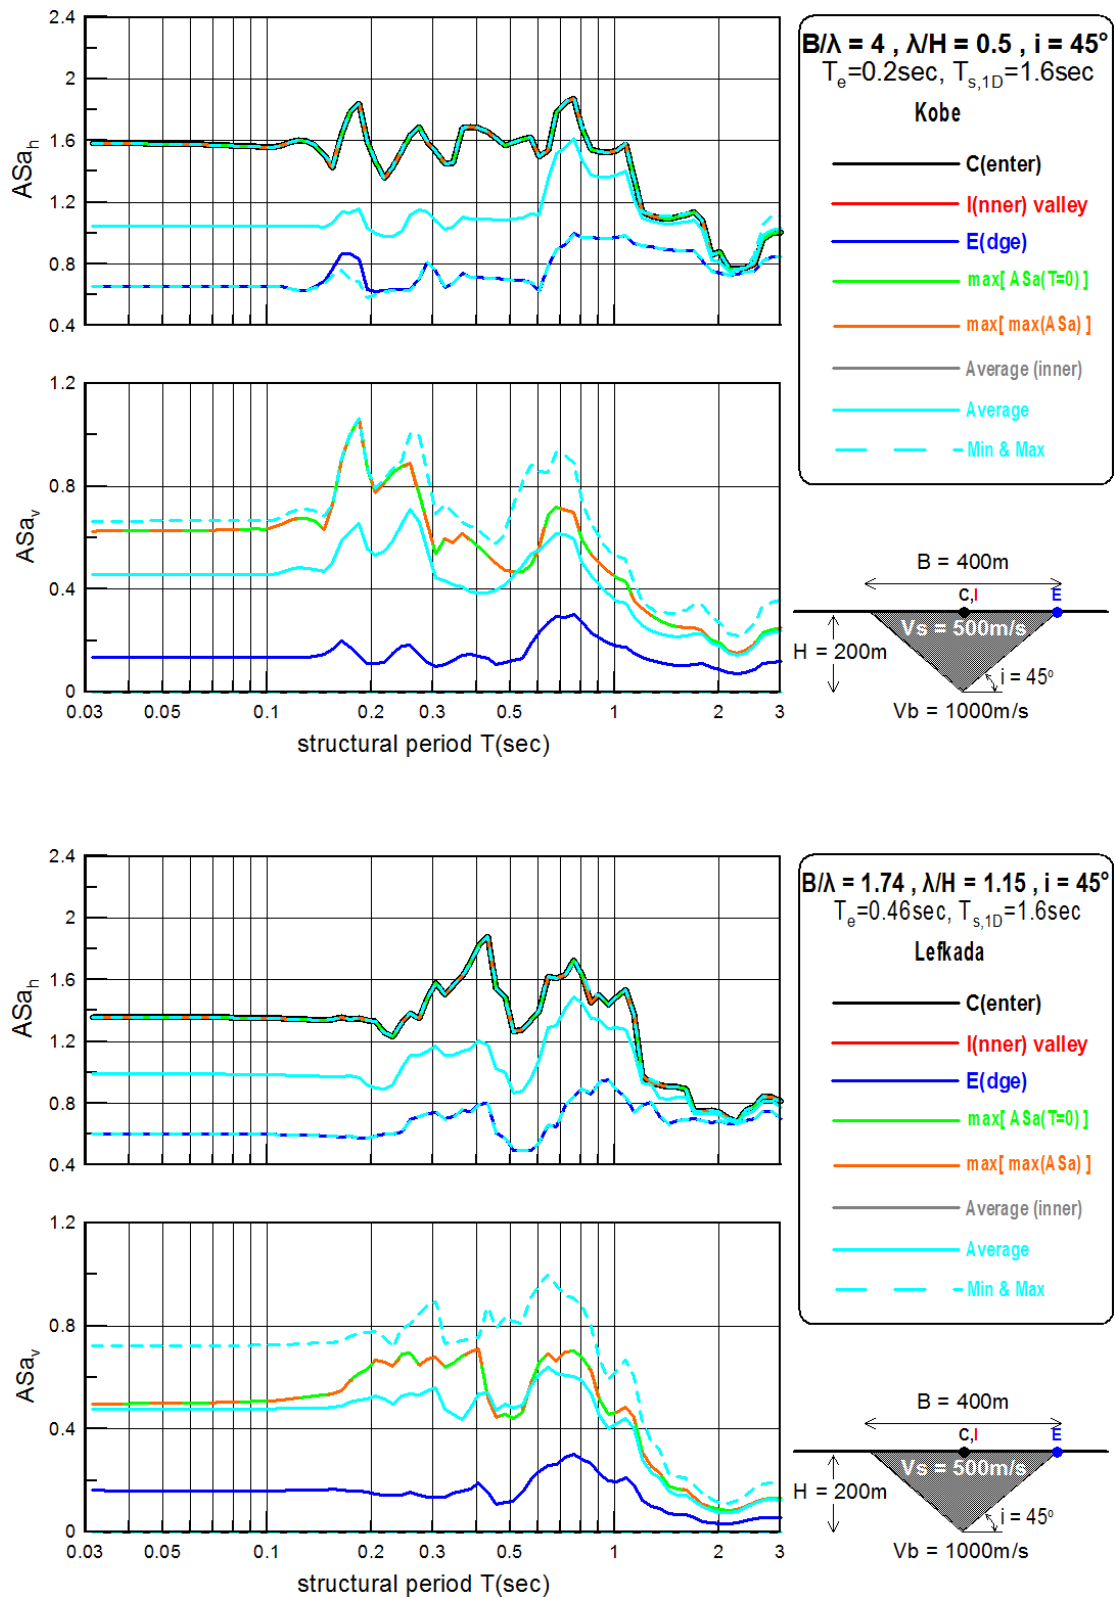 2.4
2
1.6
1.2
0.8
0.4
ASa_h
B/λ = 4 , λ/H = 0.5 , i = 45°
T_e=0.2sec, T_s,1D=1.6sec
Kobe
C(enter)
I(nner) valley
E(dge)
max[ ASa(T=0) ]
max[ max(ASa) ]
Average (inner)
Average
Min & Max
1.2
0.8
0.4
0
ASa_v
0.03 0.05 0.1 0.2 0.3 0.5 1 3
structural period T(sec)
B = 400m
C,I E
Vs = 500m/s
H = 200m
i = 45°
Vb = 1000m/s
2.4
2
1.6
1.2
0.8
0.4
ASa_h
B/λ = 1.74 , λ/H = 1.15 , i = 45°
T_e=0.46sec, T_s,1D=1.6sec
Lefkada
C(enter)
I(nner) valley
E(dge)
max[ ASa(T=0) ]
max[ max(ASa) ]
Average (inner)
Average
Min & Max
1.2
0.8
0.4
0
ASa_v
0.03 0.05 0.1 0.2 0.3 0.5 1 3
structural period T(sec)
B = 400m
C,I E
Vs = 500m/s
H = 200m
i = 45°
Vb = 1000m/s